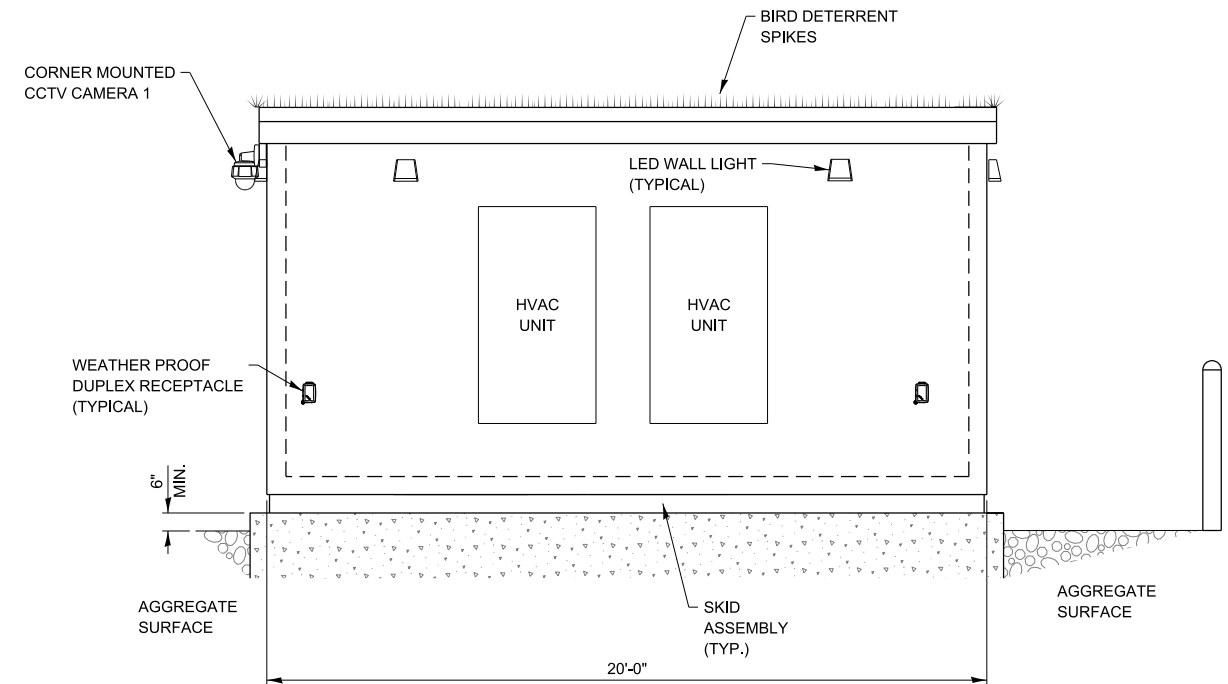 BIRD DETERRENT
SPIKES
CORNER MOUNTED
CCTV CAMERA 1
LED WALL LIGHT
(TYPICAL)
HVAC
UNIT
HVAC
UNIT
WEATHER PROOF
DUPLEX RECEPTACLE
(TYPICAL)
6"
MIN.
AGGREGATE
SURFACE
SKID
ASSEMBLY
(TYP.)
AGGREGATE
SURFACE
20'-0"